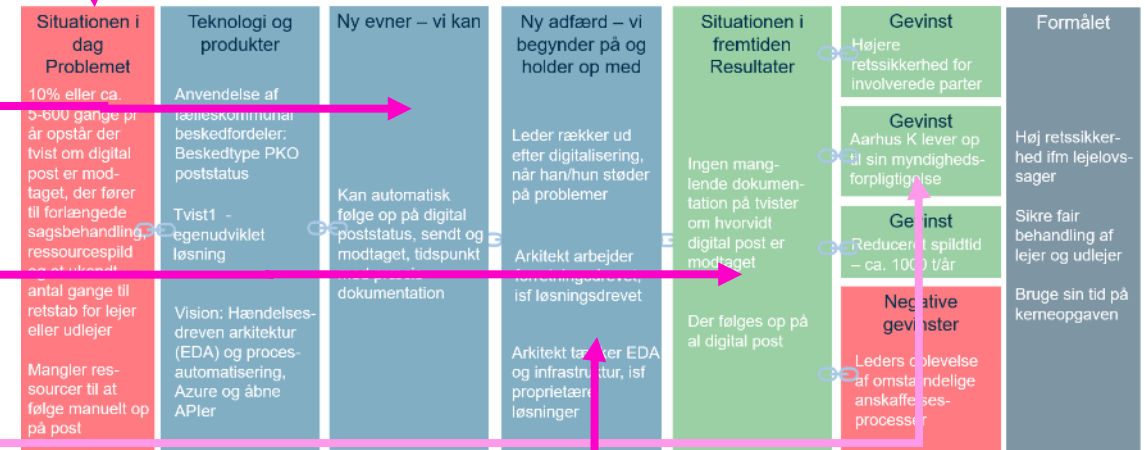 Situationen i
dag
Problemet
10% eller ca.
5-600 gange pr
år opstår der
tvist om digital
post er mod-
taget, der fører
til forlængede
sagsbehandling,
ressourcespild
og et ukendt
antal gange til
retstab for lejer
eller udlejer
Mangler res-
sourcer til at
følge manuelt op
på post
Teknologi og
produkter
Anvendelse af
fælleskommunal
beskedfordeler:
Beskedtype PKO
poststatus
Tvist1 -
egenudviklet
løsning
Vision: Hændelses-
dreven arkitektur
(EDA) og proces-
automatisering,
Azure og åbne
APIer
Ny evner – vi kan
Kan automatisk
følge op på digital
poststatus, sendt og
modtaget, tidspunkt
med præcis
dokumentation
Ny adfærd – vi
begynder på og
holder op med
Leder rækker ud
efter digitalisering,
når han/hun støder
på problemer
Arkitekt arbejder
forretningsdrevet,
isf løsningsdrevet
Arkitekt tænker EDA
og infrastruktur, isf
proprietære
løsninger
Situationen i
fremtiden
Resultater
Ingen mang-
lende dokumen-
tation på tvister
om hvorvidt
digital post er
modtaget
Der følges op på
al digital post
Gevinst
Højere
retssikkerhed for
involverede parter
Gevinst
Aarhus K lever op
til sin myndigheds-
forpligtigelse
Gevinst
Reduceret spildtid
– ca. 1000 t/år
Negative
gevinster
Leders oplevelse
af omstændelige
anskaffelses-
processer
Formålet
Høj retssikker-
hed ifm lejelovs-
sager
Sikre fair
behandling af
lejer og udlejer
Bruge sin tid på
kerneopgaven